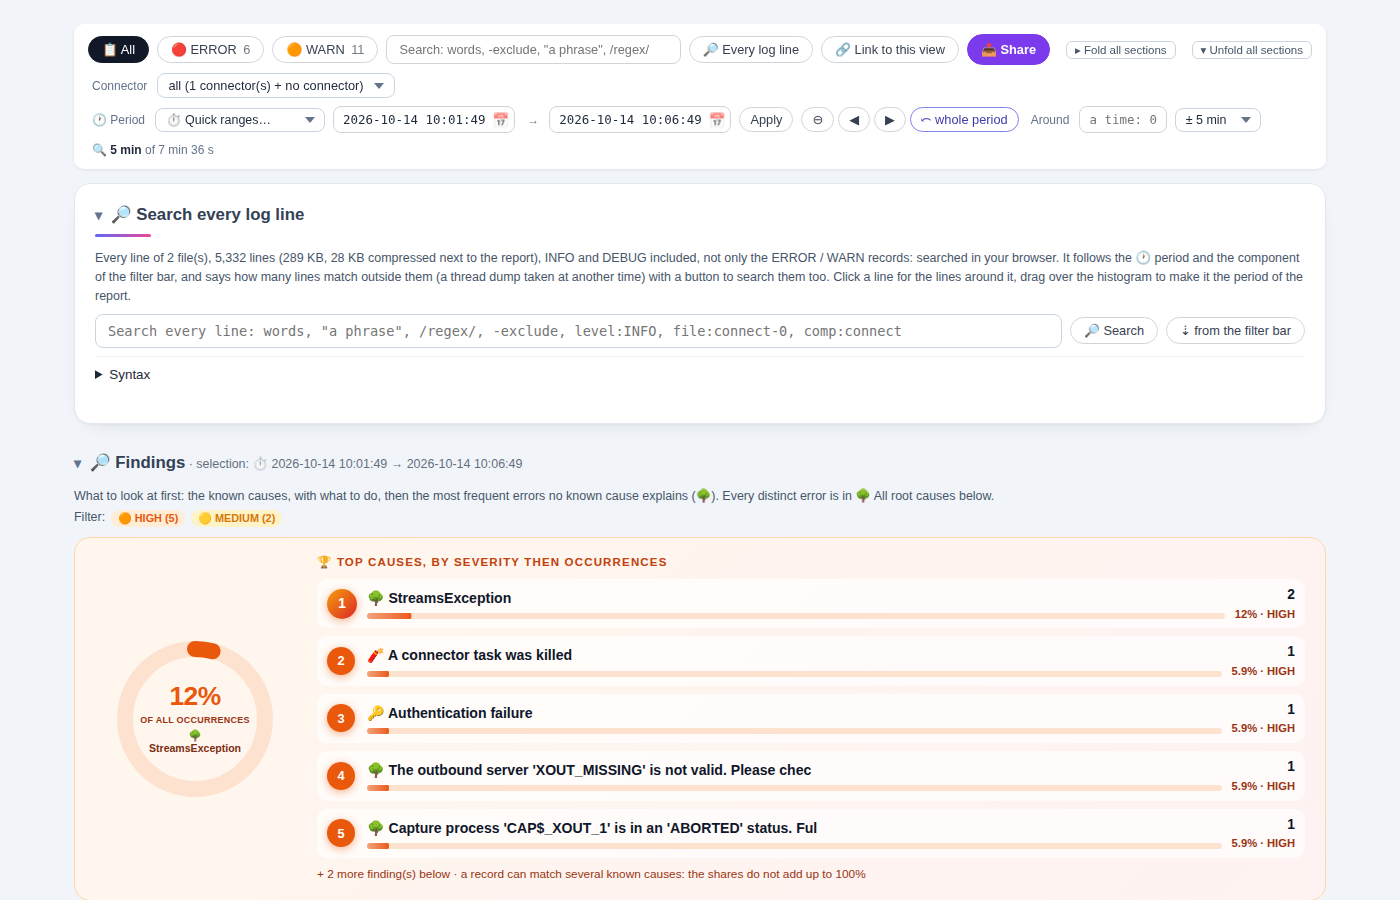 📋 All 🔴 ERROR 6 🟠 WARN 11 Search: words, -exclude, "a phrase", /regex/ 🔎 Every log line 🔗 Link to this view 📥 Share ▸ Fold all sections ▾ Unfold all sections
Connector all (1 connector(s) + no connector)
🕐 Period ⏱️ Quick ranges… 2026-10-14 10:01:49 📅 → 2026-10-14 10:06:49 📅 Apply ⊖ ◀ ▶ ⤺ whole period Around a time: 0 ± 5 min
🔍 5 min of 7 min 36 s
▾ 🔎 Search every log line
Every line of 2 file(s), 5,332 lines (289 KB, 28 KB compressed next to the report), INFO and DEBUG included, not only the ERROR / WARN records: searched in your browser. It follows the 🕐 period and the component
of the filter bar, and says how many lines match outside them (a thread dump taken at another time) with a button to search them too. Click a line for the lines around it, drag over the histogram to make it the period of the
report.
Search every line: words, "a phrase", /regex/, -exclude, level:INFO, file:connect-0, comp:connect 🔎 Search ⇣ from the filter bar
▶ Syntax
▾ 🔎 Findings · selection: ⏱️ 2026-10-14 10:01:49 → 2026-10-14 10:06:49
What to look at first: the known causes, with what to do, then the most frequent errors no known cause explains (🌳). Every distinct error is in 🌳 All root causes below.
Filter: 🟠 HIGH (5) 🟡 MEDIUM (2)
12%
OF ALL OCCURRENCES
🌳
StreamsException
🏆 TOP CAUSES, BY SEVERITY THEN OCCURRENCES
1 🌳 StreamsException 2
12% · HIGH
2 🧨 A connector task was killed 1
5.9% · HIGH
3 🔑 Authentication failure 1
5.9% · HIGH
4 🌳 The outbound server 'XOUT_MISSING' is not valid. Please chec 1
5.9% · HIGH
5 🌳 Capture process 'CAP$_XOUT_1' is in an 'ABORTED' status. Ful 1
5.9% · HIGH
+ 2 more finding(s) below · a record can match several known causes: the shares do not add up to 100%